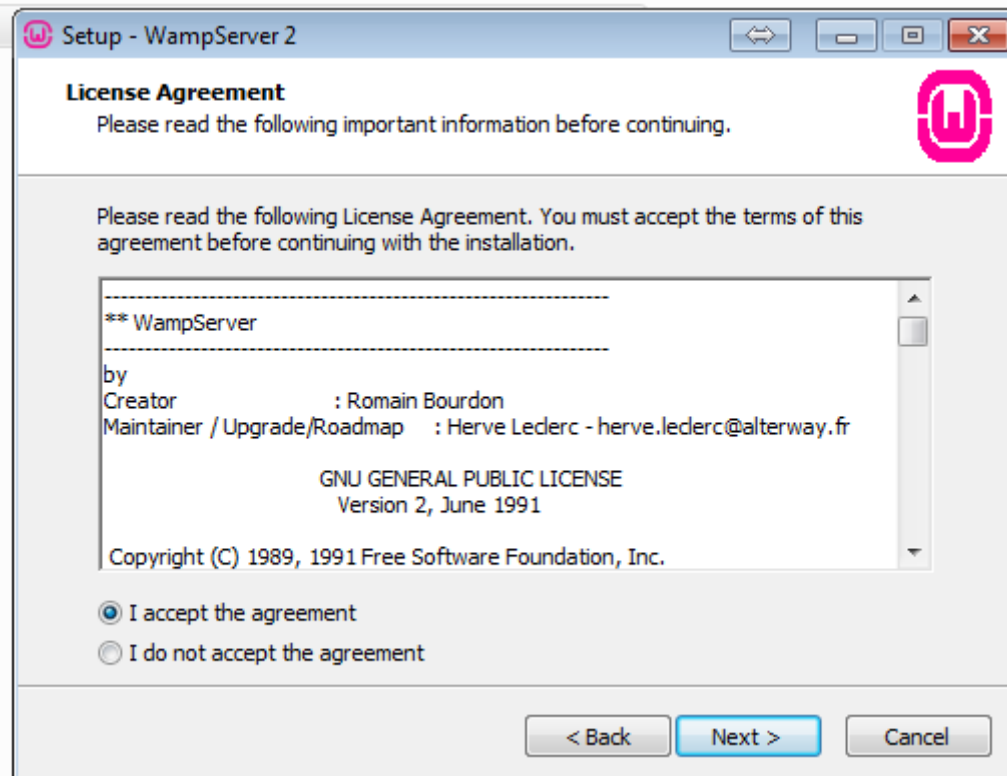 Setup - WampServer 2
License Agreement
Please read the following important information before continuing.
Please read the following License Agreement. You must accept the terms of this
agreement before continuing with the installation.
----------------------------------------------------------------
** WampServer
----------------------------------------------------------------
by
Creator : Romain Bourdon
Maintainer / Upgrade/Roadmap : Herve Leclerc - herve.leclerc@alterway.fr
GNU GENERAL PUBLIC LICENSE
Version 2, June 1991
Copyright (C) 1989, 1991 Free Software Foundation, Inc.
I accept the agreement
I do not accept the agreement
< Back Next > Cancel